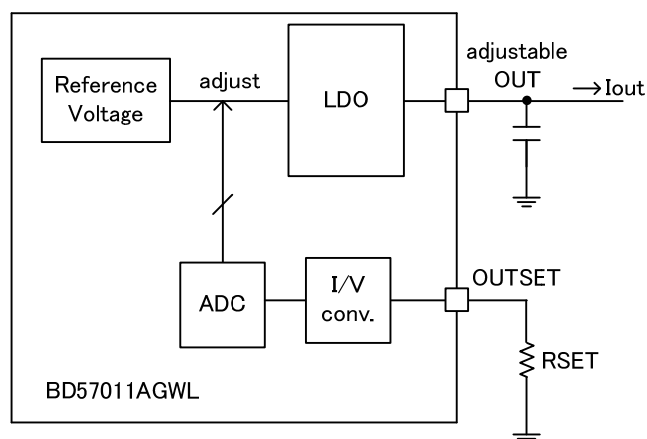 Reference
Voltage
adjust
LDO
adjustable
OUT
→Iout
ADC
I/V
conv.
OUTSET
RSET
BD57011AGWL